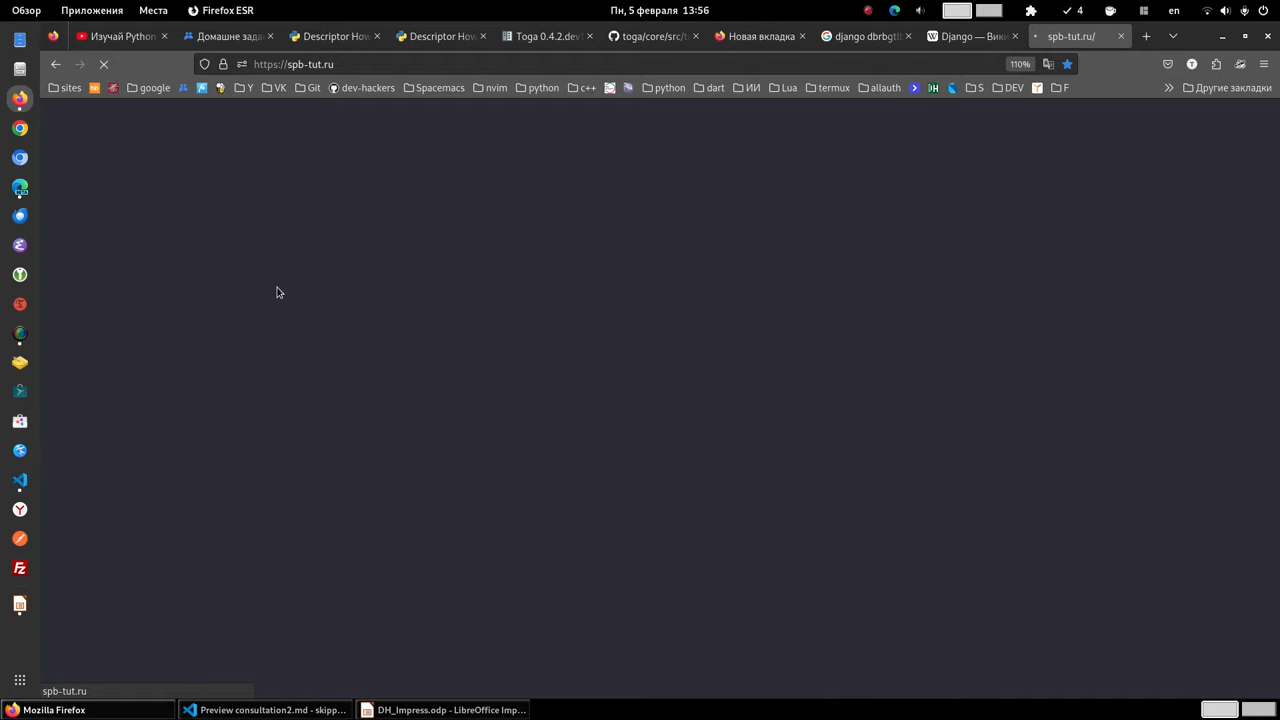 Обзор Приложения Места Firefox ESR Пн, 5 февраля 13:56 4 en
Изучай Python Домашне зада Descriptor How Descriptor How Toga 0.4.2.dev toga/core/src/t Новая вкладка django dbrbgtl Django — Вики spb-tut.ru/
https://spb-tut.ru 110%
sites google Y VK Git dev-hackers Spacemacs nvim python c++ python dart ИИ Lua termux allauth S DEV F Другие закладки
spb-tut.ru
Mozilla Firefox Preview consultation2.md - skipp... DH_Impress.odp - LibreOffice Imp...